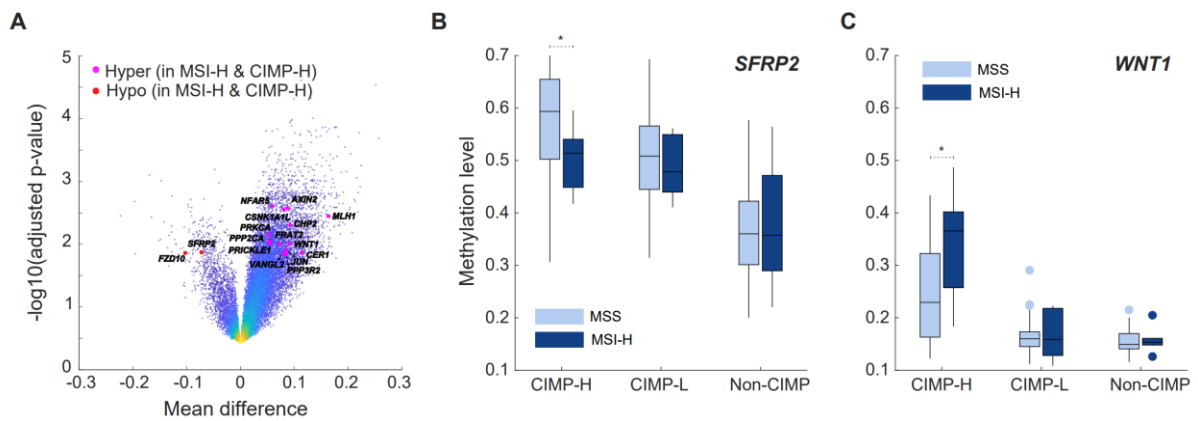 A
-log10(adjusted p-value)
5
4
3
2
1
0
Hyper (in MSI-H & CIMP-H)
Hypo (in MSI-H & CIMP-H)
NFAR5
AXIN2
CSNK1A1L
MLH1
PRKCA
CHP2
FRAT2
PPP2CA
WNT1
PRICKLE1
CER1
SFRP2
FZD10
VANGL2
JUN
PPP3R2
-0.3
-0.2
-0.1
0
0.1
0.2
0.3
Mean difference
B
Methylation level
0.7
0.6
0.5
0.4
0.3
0.2
0.1
*
SFRP2
MSS
MSI-H
CIMP-H
CIMP-L
Non-CIMP
C
0.7
0.6
0.5
0.4
0.3
0.2
0.1
MSS
MSI-H
WNT1
*
CIMP-H
CIMP-L
Non-CIMP